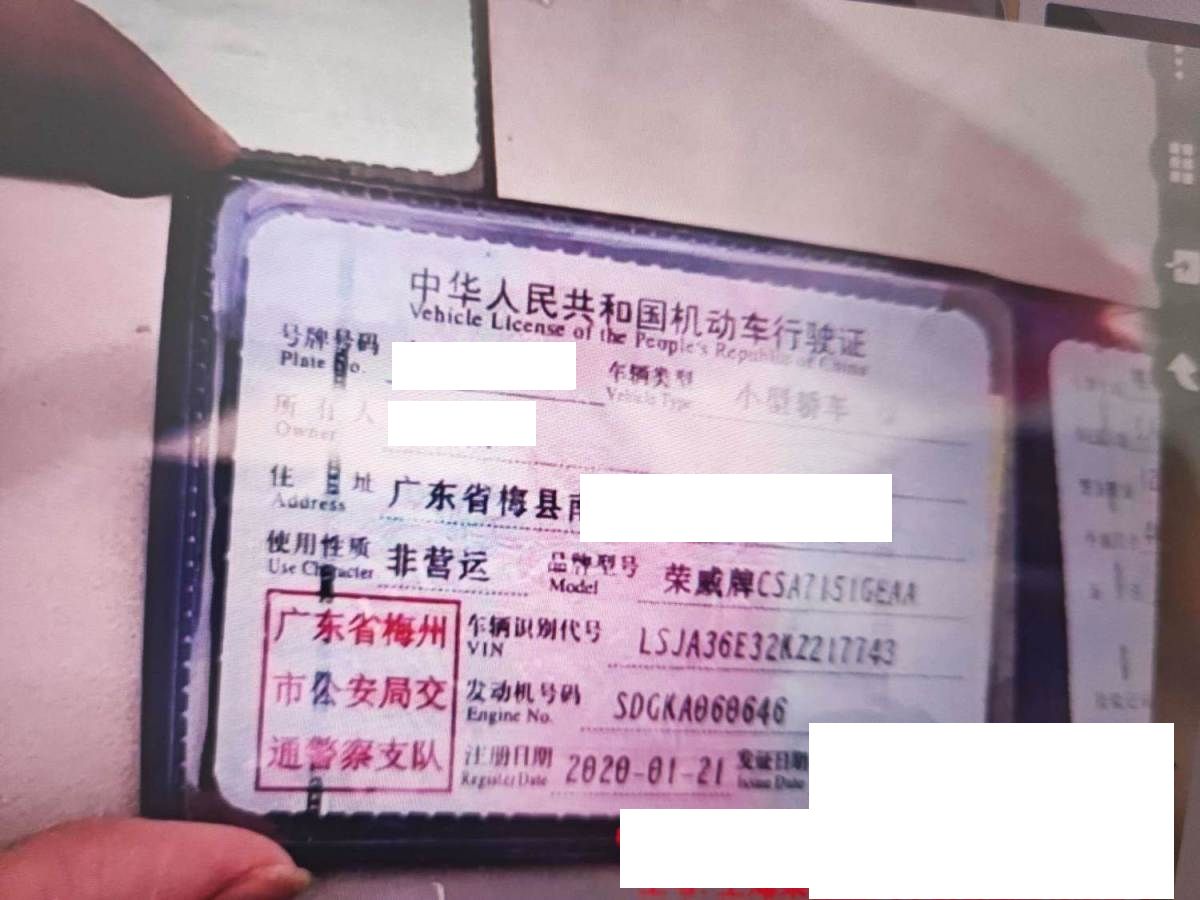 中华人民共和国机动车行驶证
Vehicle License of the People's Republic of China
号牌号码
Plate No.
车辆类型 小型轿车
Vehicle Type
所有人
Owner
住址 广东省梅县
Address
使用性质 非营运
Use Character
品牌型号 荣威牌CSA7151GEAA
Model
广东省梅州
市公安局交
通警察支队
车辆识别代号 LSJA36E32KZ217743
VIN
发动机号码 SDGKA060646
Engine No.
注册日期 2020-01-21
Register Date
发证日期
Issue Date